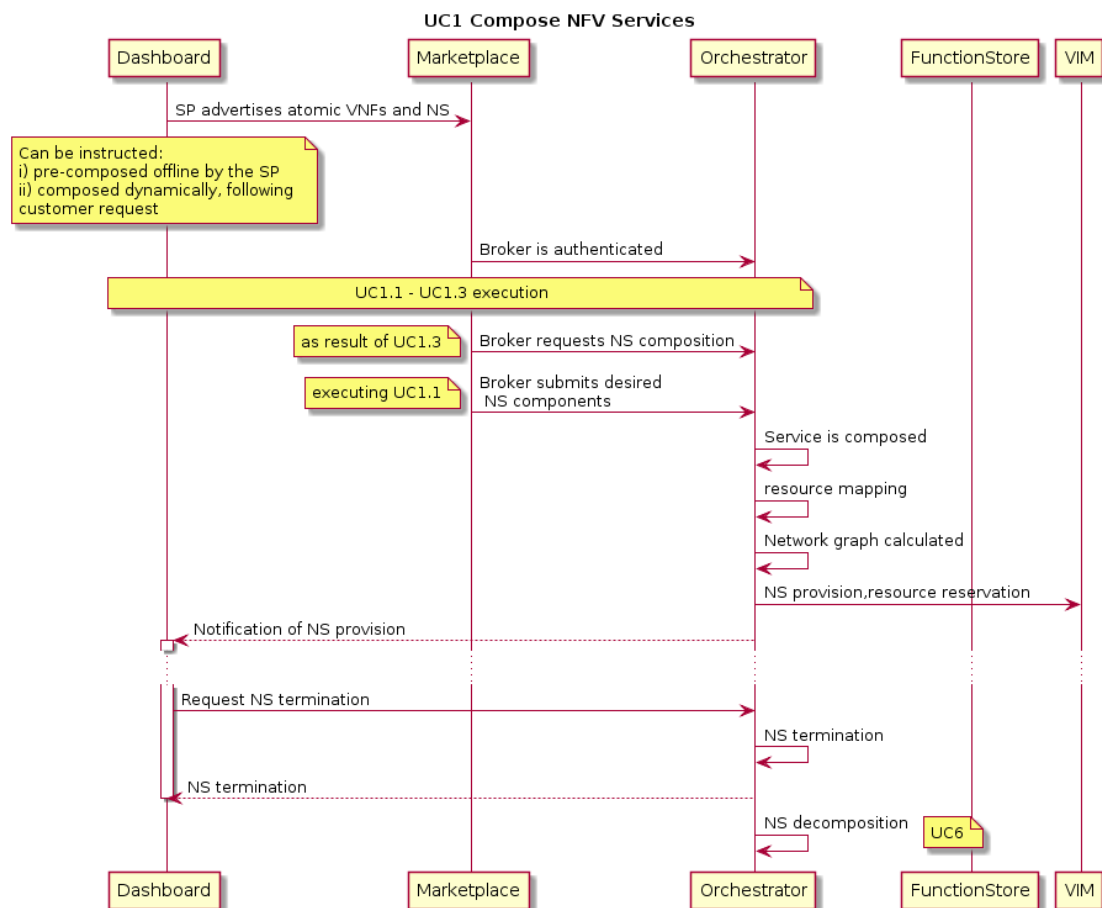 UC1 Compose NFV Services
Dashboard
Marketplace
Orchestrator
FunctionStore
VIM
SP advertises atomic VNFs and NS
Can be instructed:
i) pre-composed offline by the SP
ii) composed dynamically, following
customer request
Broker is authenticated
UC1.1 - UC1.3 execution
as result of UC1.3
Broker requests NS composition
executing UC1.1
Broker submits desired
NS components
Service is composed
resource mapping
Network graph calculated
NS provision,resource reservation
Notification of NS provision
Request NS termination
NS termination
NS termination
NS decomposition
UC6
Dashboard
Marketplace
Orchestrator
FunctionStore
VIM